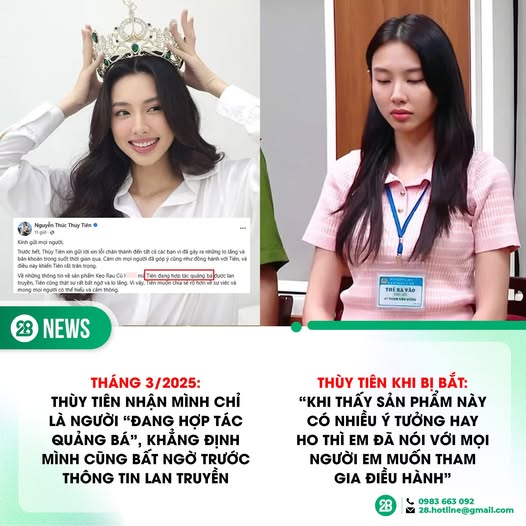 Nguyễn Thúc Thùy Tiên
11 giờ
Kính gửi mọi người,
Trước hết, Thùy Tiên xin gửi lời xin lỗi chân thành đến tất cả các bạn vì đã gây ra những lo lắng và
băn khoăn trong suốt thời gian qua. Cảm ơn mọi người đã góp ý cũng như đồng hành với Tiên, và
điều này khiến Tiên rất trân trọng.
Về những thông tin về sản phẩm Kẹo Rau Củ mà Tiên đang hợp tác quảng bá được lan
truyền, Tiên cũng thật sự rất bất ngờ và lo lắng. Vì vậy, Tiên muốn chia sẻ rõ hơn về sự việc và
mong mọi người có thể hiểu và cảm thông.
THẺ RA VÀO
28 NEWS
THÁNG 3/2025:
THÙY TIÊN NHẬN MÌNH CHỈ
LÀ NGƯỜI “ĐANG HỢP TÁC
QUẢNG BÁ”, KHẲNG ĐỊNH
MÌNH CŨNG BẤT NGỜ TRƯỚC
THÔNG TIN LAN TRUYỀN
THÙY TIÊN KHI BỊ BẮT:
“KHI THẤY SẢN PHẨM NÀY
CÓ NHIỀU Ý TƯỞNG HAY
HO THÌ EM ĐÃ NÓI VỚI MỌI
NGƯỜI EM MUỐN THAM
GIA ĐIỀU HÀNH”
28
0983 663 092
28.hotline@gmail.com